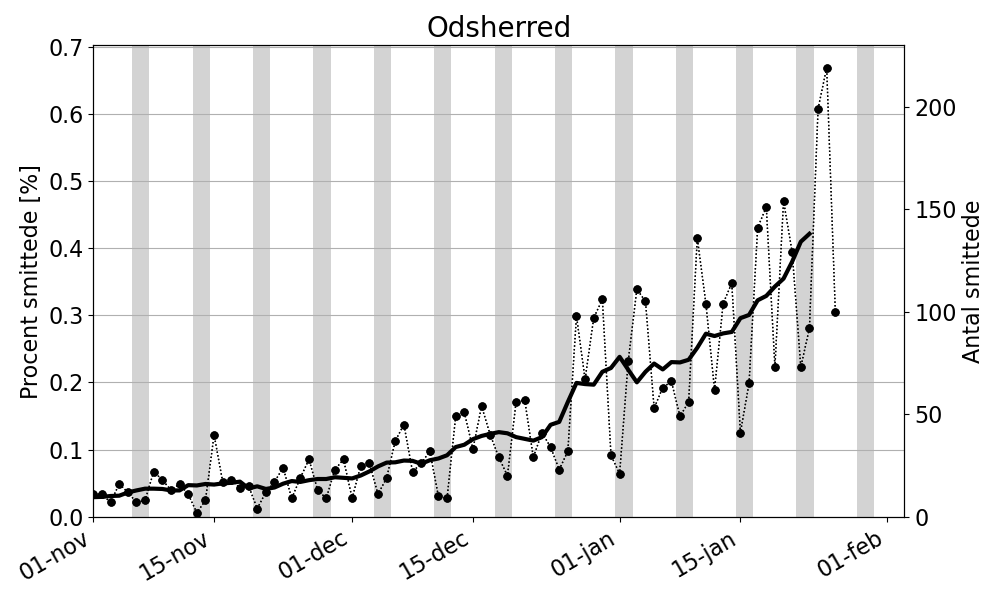 Odsherred
0.7
0.6
0.5
0.4
0.3
0.2
0.1
0.0
Procent smittede [%]
200
150
100
50
0
Antal smittede
01-nov
15-nov
01-dec
15-dec
01-jan
15-jan
01-feb